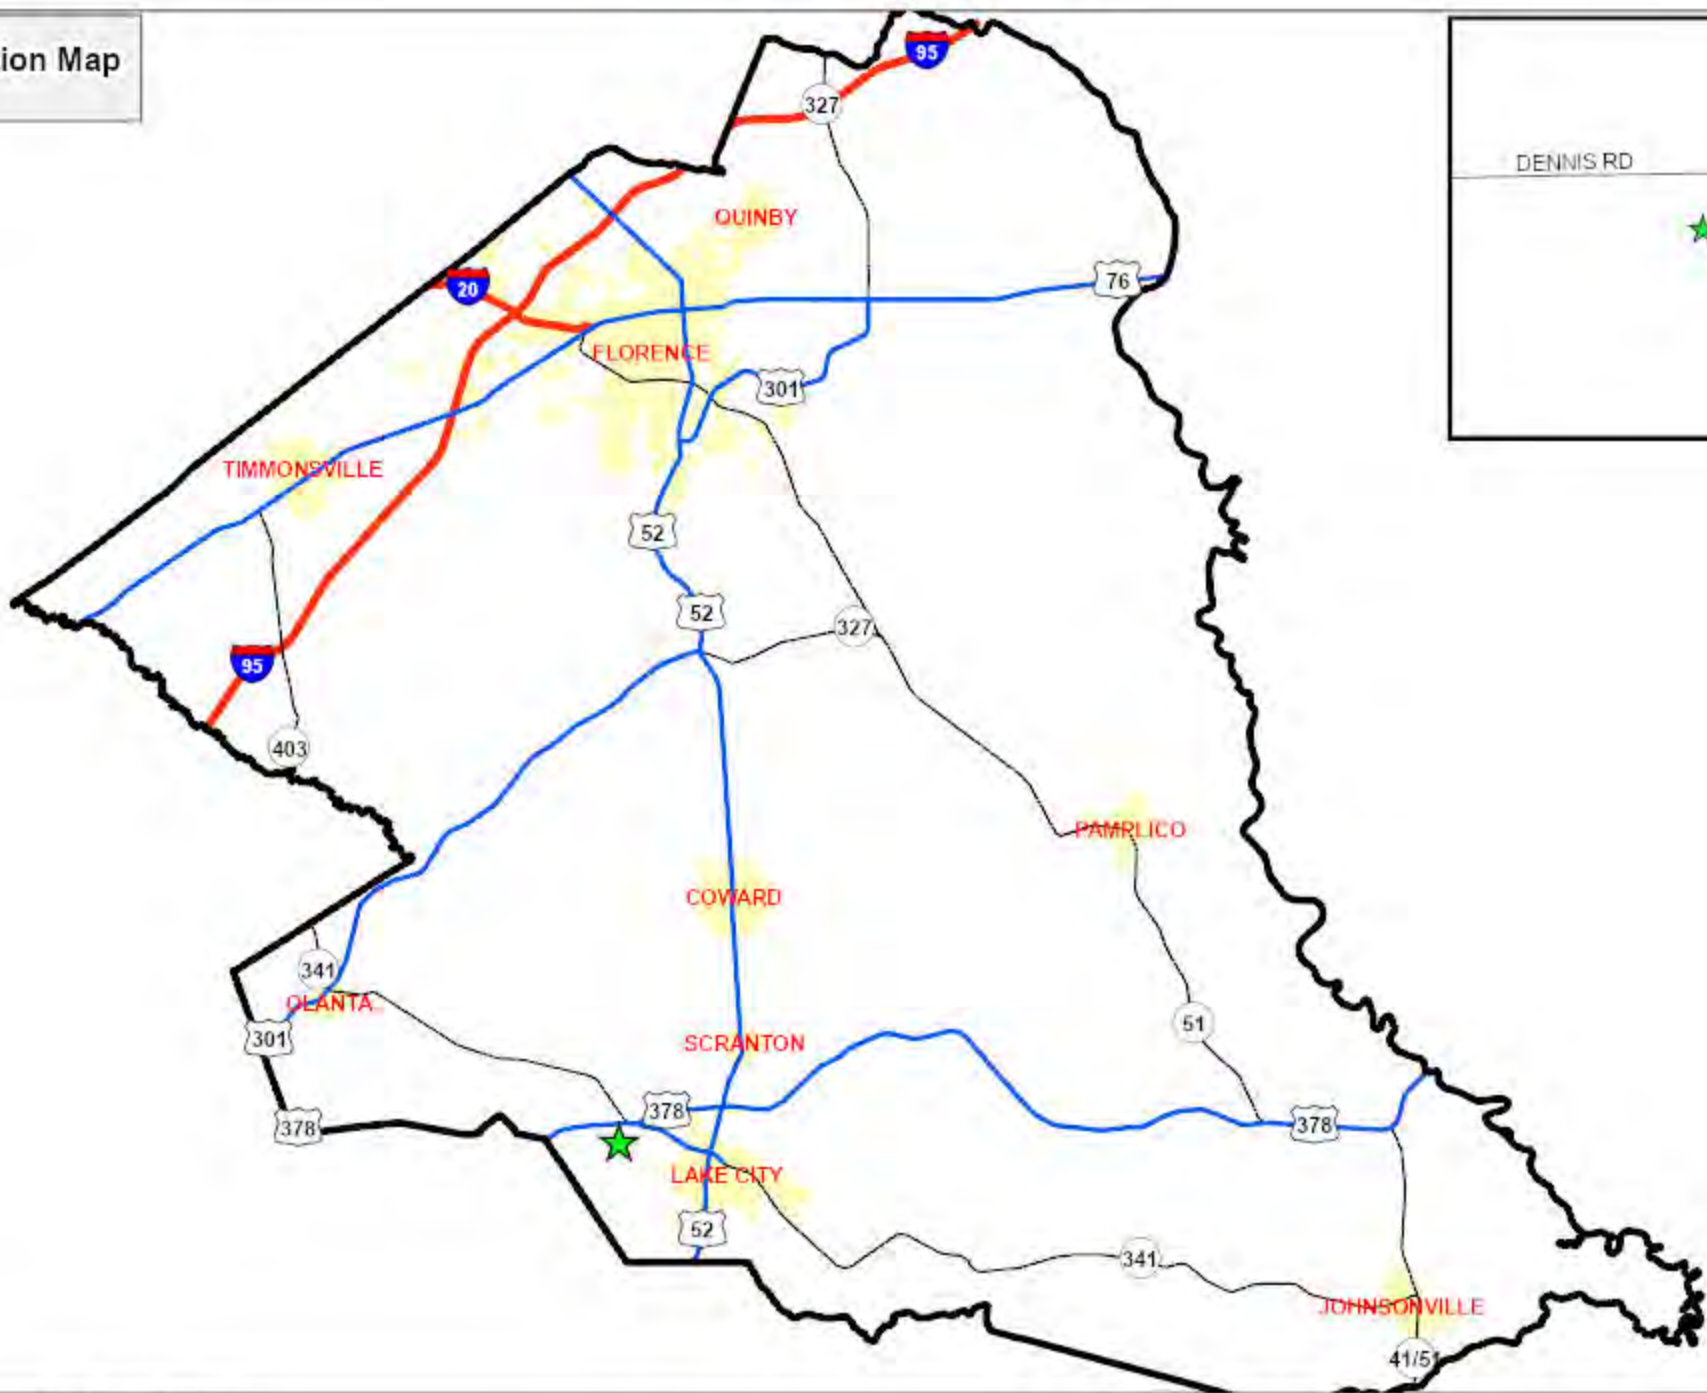 ion Map
95
327
DENNIS RD
QUINBY
76
20
FLORENCE
301
TIMMONSVILLE
52
52
327
95
403
PAMPLICO
COWARD
341
OLANTA
51
301
SCRANTON
378
378
378
LAKE CITY
52
341
JOHNSONVILLE
41/51